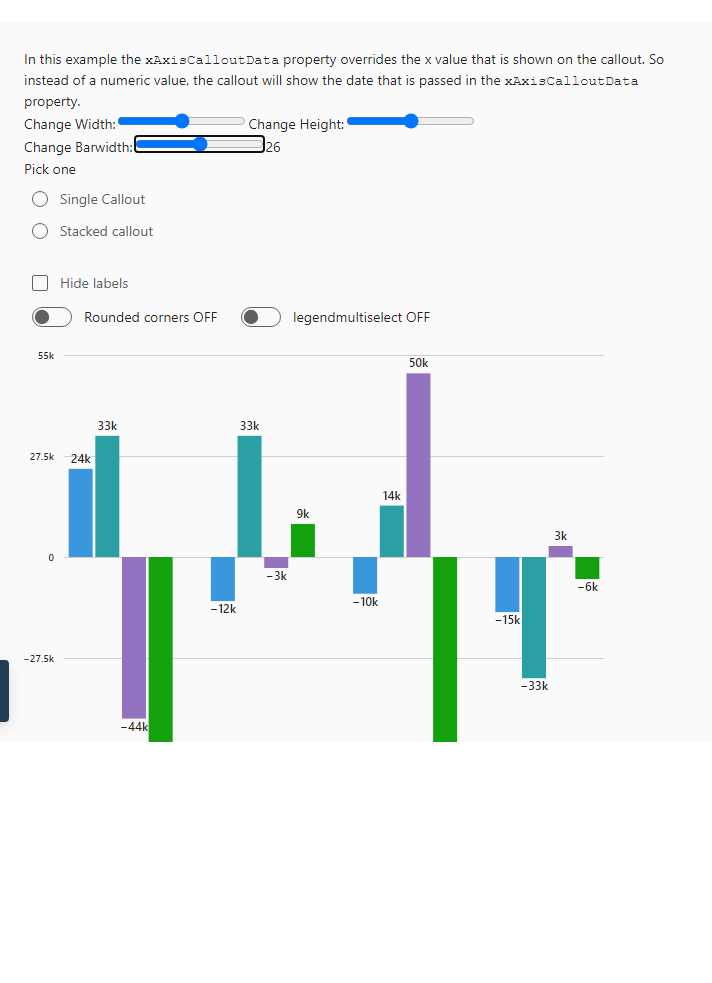 In this example the xAxisCalloutData property overrides the x value that is shown on the callout. So
instead of a numeric value, the callout will show the date that is passed in the xAxisCalloutData
property.
Change Width: Change Height:
Change Barwidth: 26
Pick one
Single Callout
Stacked callout
Hide labels
Rounded corners OFF legendmultiselect OFF
55k
50k
33k 33k
27.5k 24k
14k
9k
3k
0
−3k
−6k
−10k
−12k
−15k
−27.5k
−33k
−44k